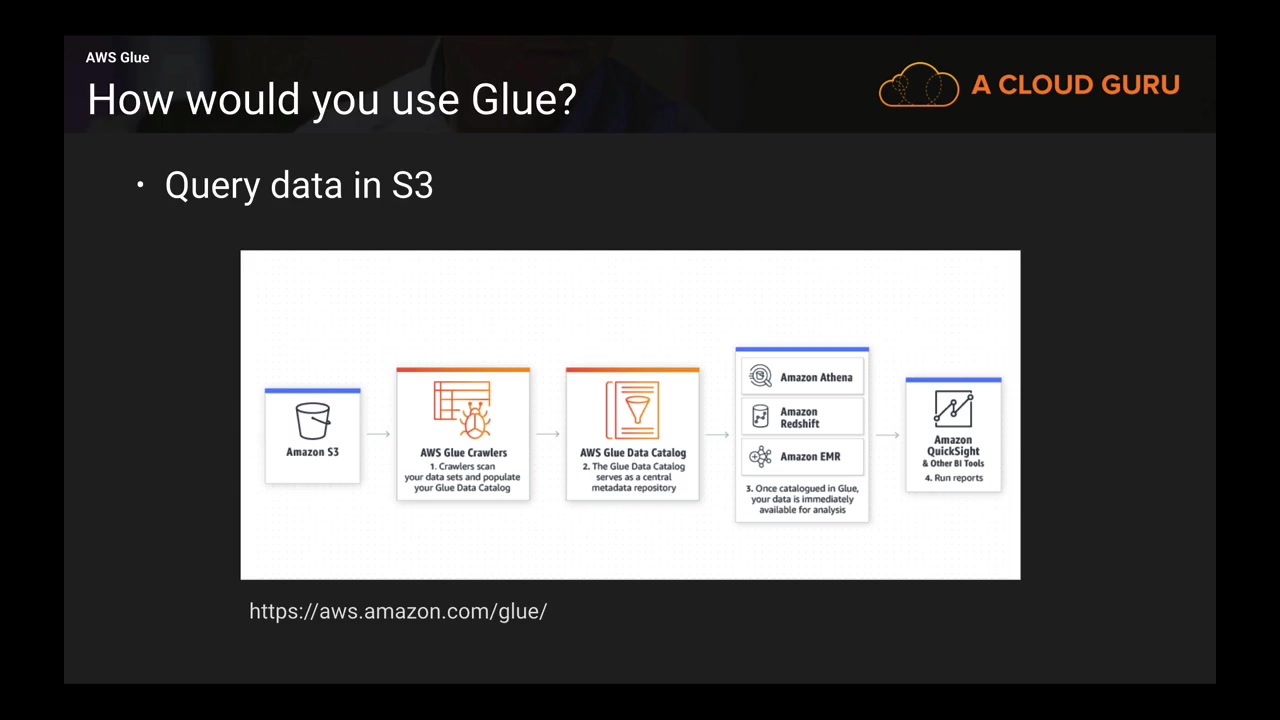 AWS Glue
How would you use Glue?
A CLOUD GURU
• Query data in S3
Amazon S3
AWS Glue Crawlers
1. Crawlers scan
your data sets and populate
your Glue Data Catalog
AWS Glue Data Catalog
2. The Glue Data Catalog
serves as a central
metadata repository
Amazon Athena
Amazon
Redshift
Amazon EMR
3. Once catalogued in Glue,
your data is immediately
available for analysis
Amazon
QuickSight
& Other BI Tools
4. Run reports
https://aws.amazon.com/glue/